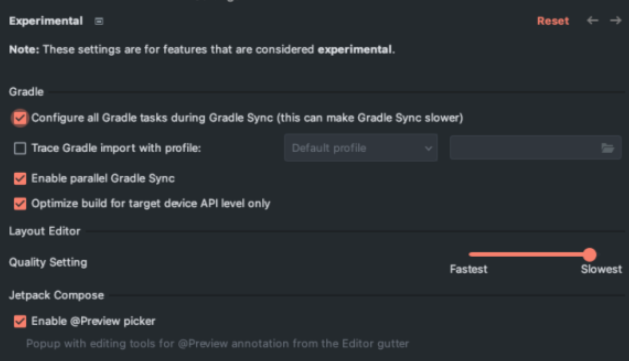 Experimental
Reset
Note: These settings are for features that are considered experimental.
Gradle
Configure all Gradle tasks during Gradle Sync (this can make Gradle Sync slower)
Trace Gradle import with profile:
Default profile
Enable parallel Gradle Sync
Optimize build for target device API level only
Layout Editor
Quality Setting
Fastest
Slowest
Jetpack Compose
Enable @Preview picker
Popup with editing tools for @Preview annotation from the Editor gutter